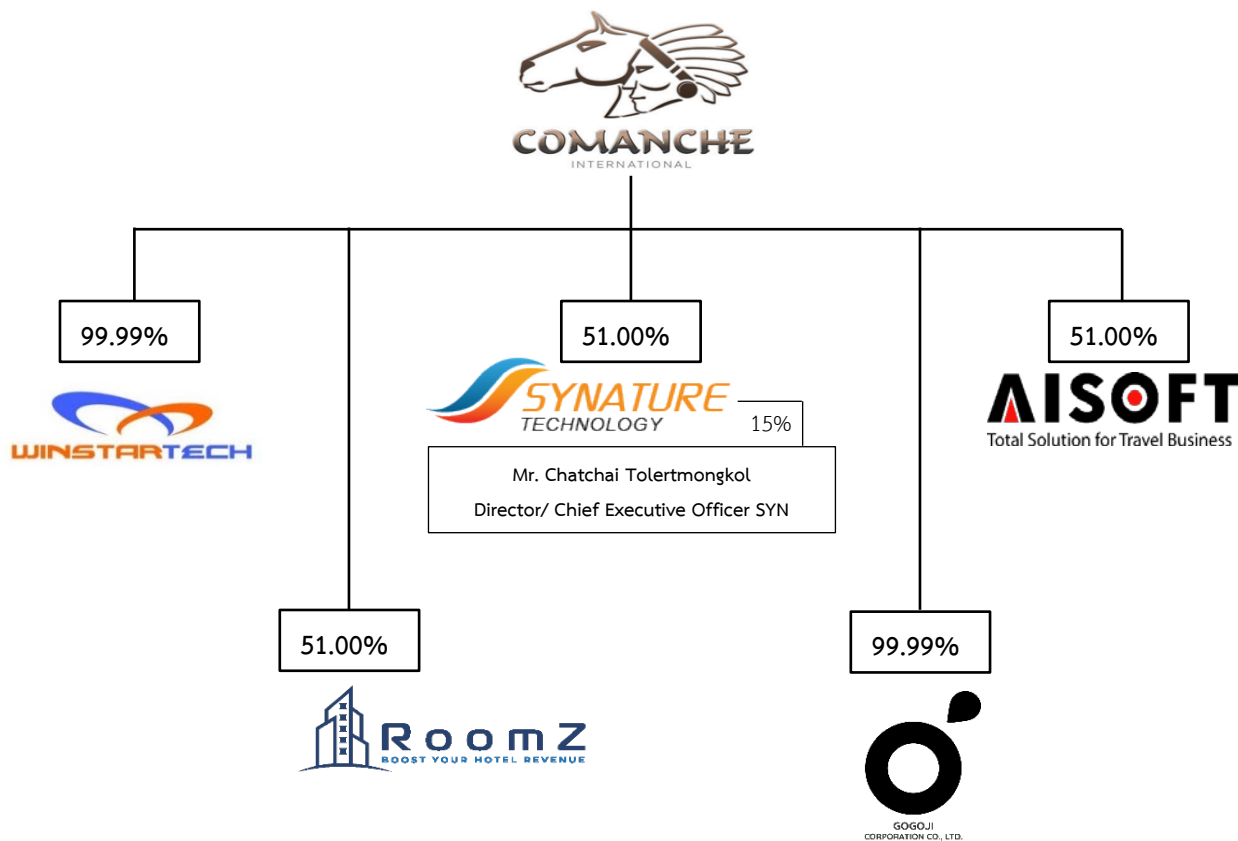 COMANCHE
INTERNATIONAL
99.99%
51.00%
51.00%
WINSTARTECH
SYNATURE
TECHNOLOGY
15%
AISOFT
Total Solution for Travel Business
Mr. Chatchai Tolertmongkol
Director/ Chief Executive Officer SYN
51.00%
99.99%
RoomZ
BOOST YOUR HOTEL REVENUE
GOGOJI
CORPORATION CO., LTD.